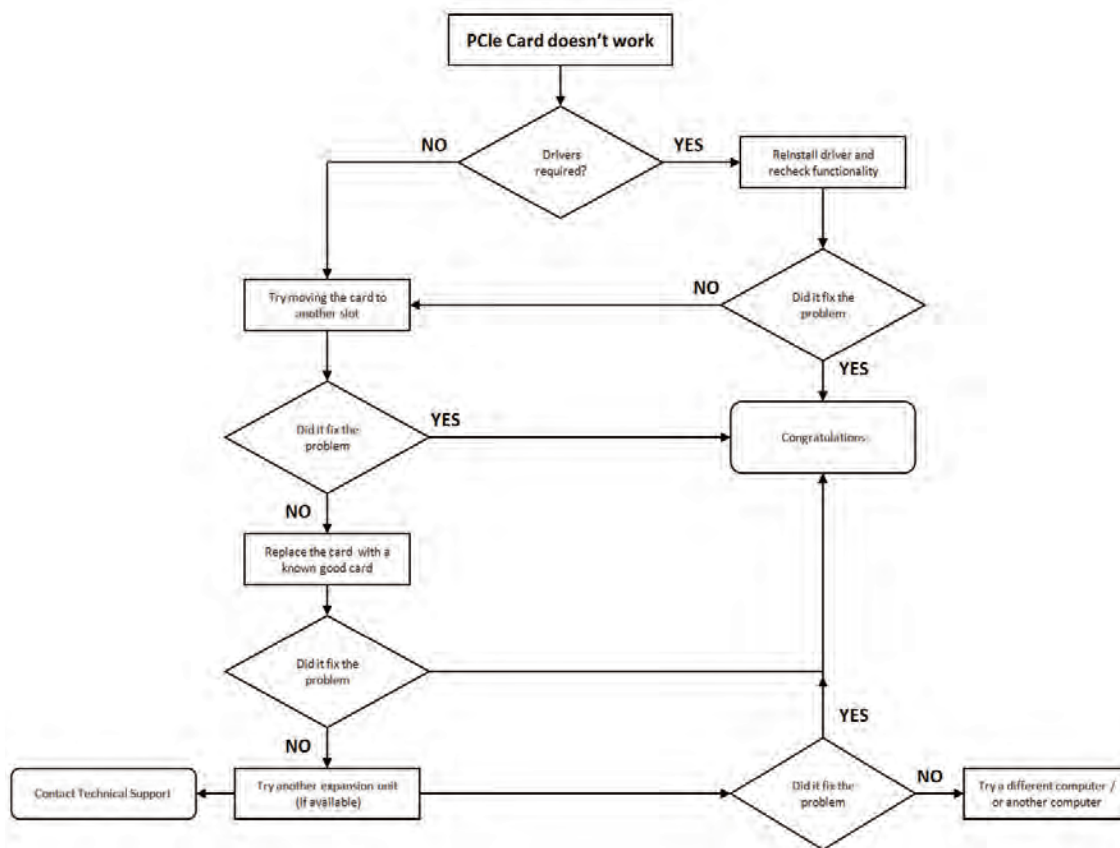 PCIe Card doesn't work
NO
YES
Drivers
required?
Reinstall driver and
recheck functionality
Try moving the card to
another slot
NO
Did it fix the
problem
YES
Did it fix the
problem
YES
Congratulations
NO
Replace the card with a
known good card
Did it fix the
problem
NO
YES
Contact Technical Support
Try another expansion unit
(if available)
Did it fix the
problem
NO
Try a different computer /
or another computer